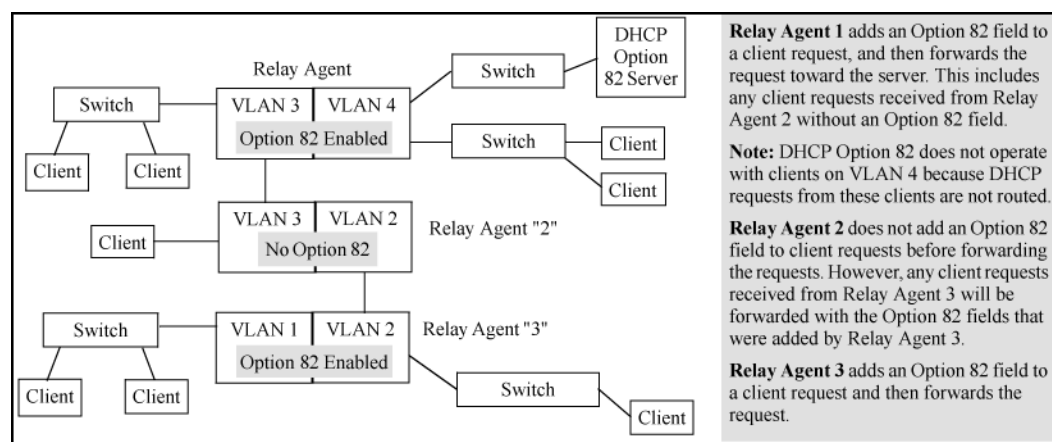 Relay Agent
DHCP
Option
82 Server
Switch
Switch
VLAN 3 VLAN 4
Option 82 Enabled
Client
Client
Switch
Client
Client
VLAN 3 VLAN 2
No Option 82
Relay Agent "2"
Client
Switch
VLAN 1 VLAN 2
Option 82 Enabled
Relay Agent "3"
Client
Client
Switch
Client
Relay Agent 1 adds an Option 82 field to
a client request, and then forwards the
request toward the server. This includes
any client requests received from Relay
Agent 2 without an Option 82 field.
Note: DHCP Option 82 does not operate
with clients on VLAN 4 because DHCP
requests from these clients are not routed.
Relay Agent 2 does not add an Option 82
field to client requests before forwarding
the requests. However, any client requests
received from Relay Agent 3 will be
forwarded with the Option 82 fields that
were added by Relay Agent 3.
Relay Agent 3 adds an Option 82 field to
a client request and then forwards the
request.